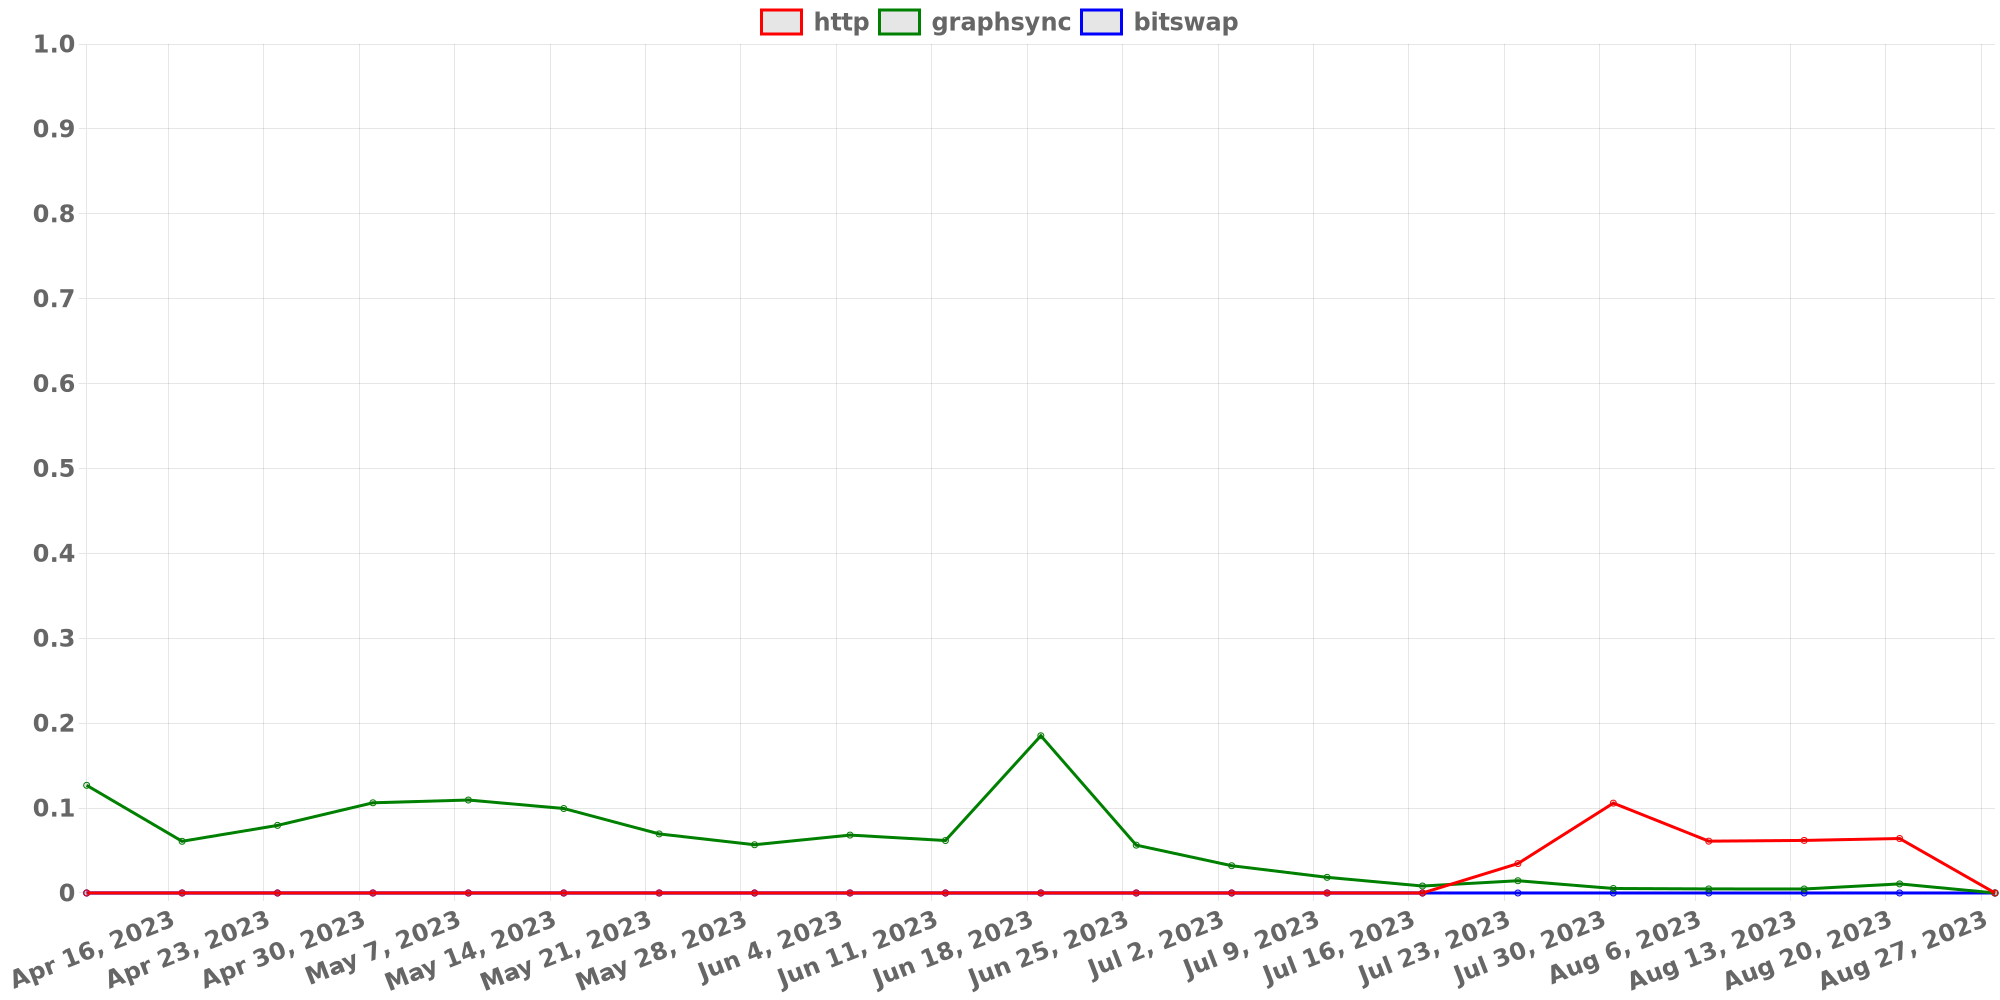 http graphsync bitswap
1.0
0.9
0.8
0.7
0.6
0.5
0.4
0.3
0.2
0.1
0
Apr 16, 2023
Apr 23, 2023
Apr 30, 2023
May 7, 2023
May 14, 2023
May 21, 2023
May 28, 2023
Jun 4, 2023
Jun 11, 2023
Jun 18, 2023
Jun 25, 2023
Jul 2, 2023
Jul 9, 2023
Jul 16, 2023
Jul 23, 2023
Jul 30, 2023
Aug 6, 2023
Aug 13, 2023
Aug 20, 2023
Aug 27, 2023